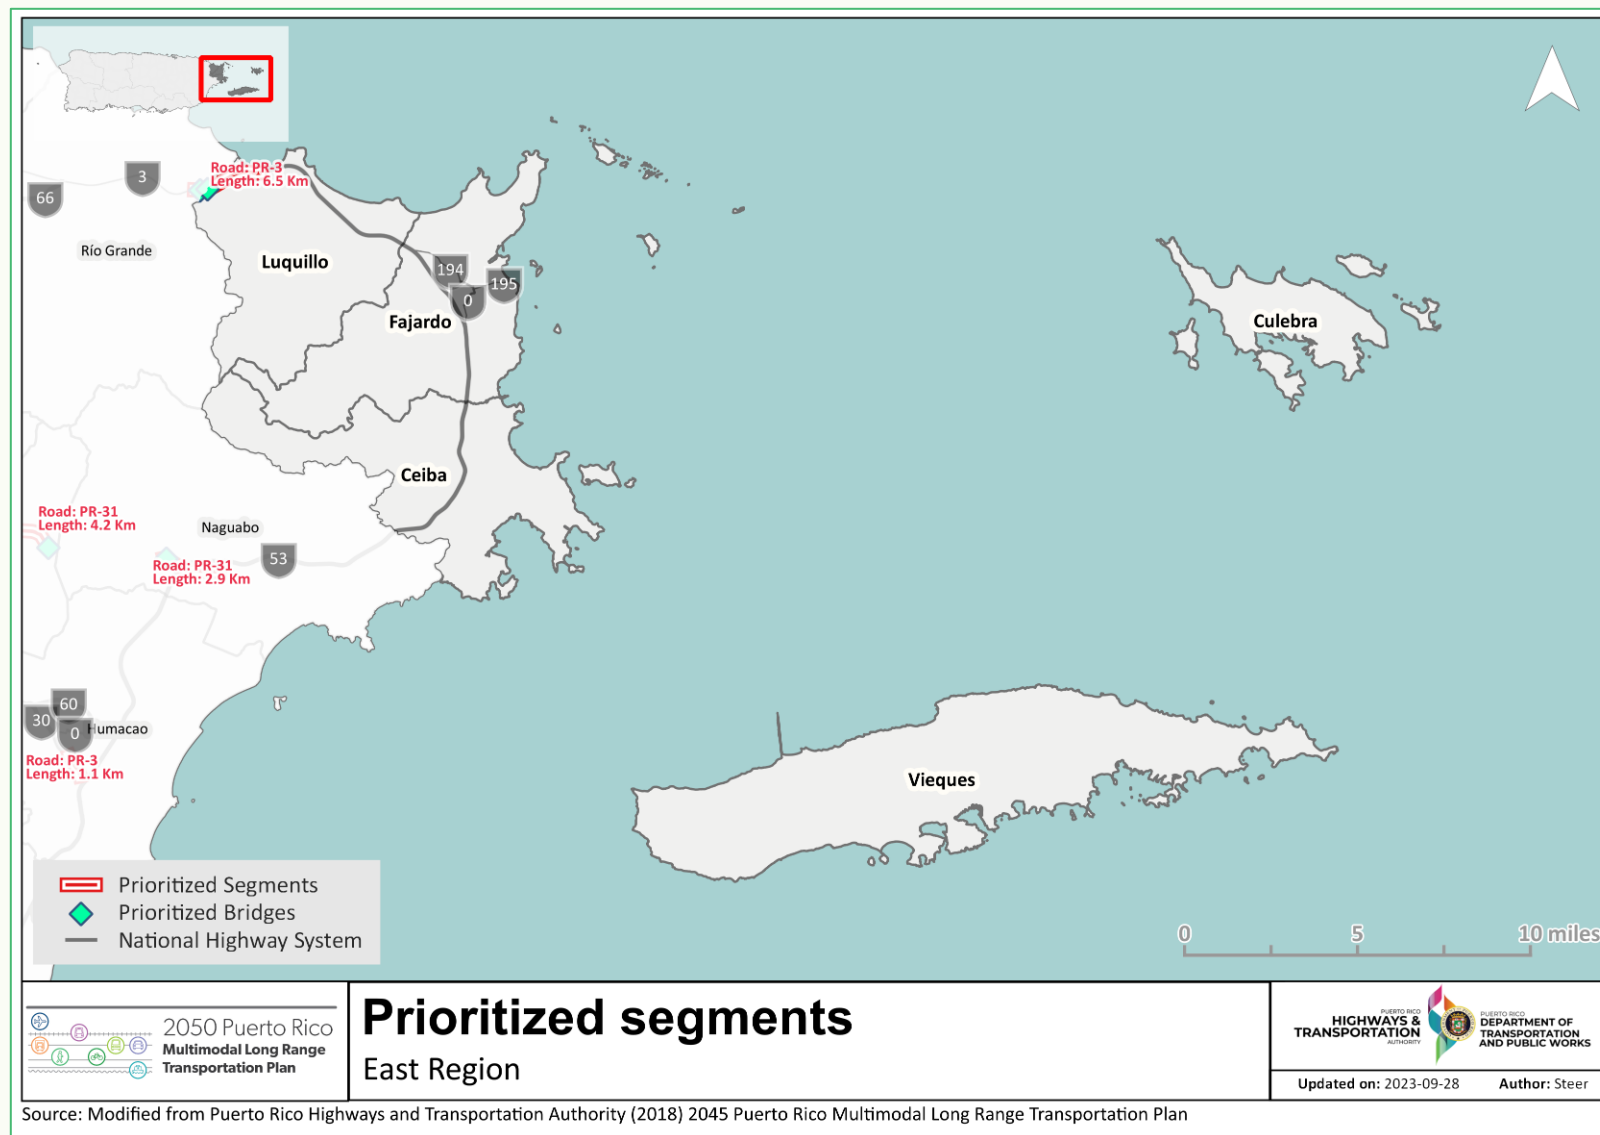 Road: PR-3
Length: 6.5 Km
3
66
Río Grande
Luquillo
194
195
0
Fajardo
Culebra
Ceiba
Road: PR-31
Length: 4.2 Km
Naguabo
53
Road: PR-31
Length: 2.9 Km
60
30
0
Humacao
Road: PR-3
Length: 1.1 Km
Vieques
Prioritized Segments
Prioritized Bridges
National Highway System
0 5 10 miles
2050 Puerto Rico
Multimodal Long Range
Transportation Plan
Prioritized segments
East Region
PUERTO RICO
HIGHWAYS &
TRANSPORTATION
AUTHORITY
PUERTO RICO
DEPARTMENT OF
TRANSPORTATION
AND PUBLIC WORKS
Updated on: 2023-09-28 Author: Steer
Source: Modified from Puerto Rico Highways and Transportation Authority (2018) 2045 Puerto Rico Multimodal Long Range Transportation Plan